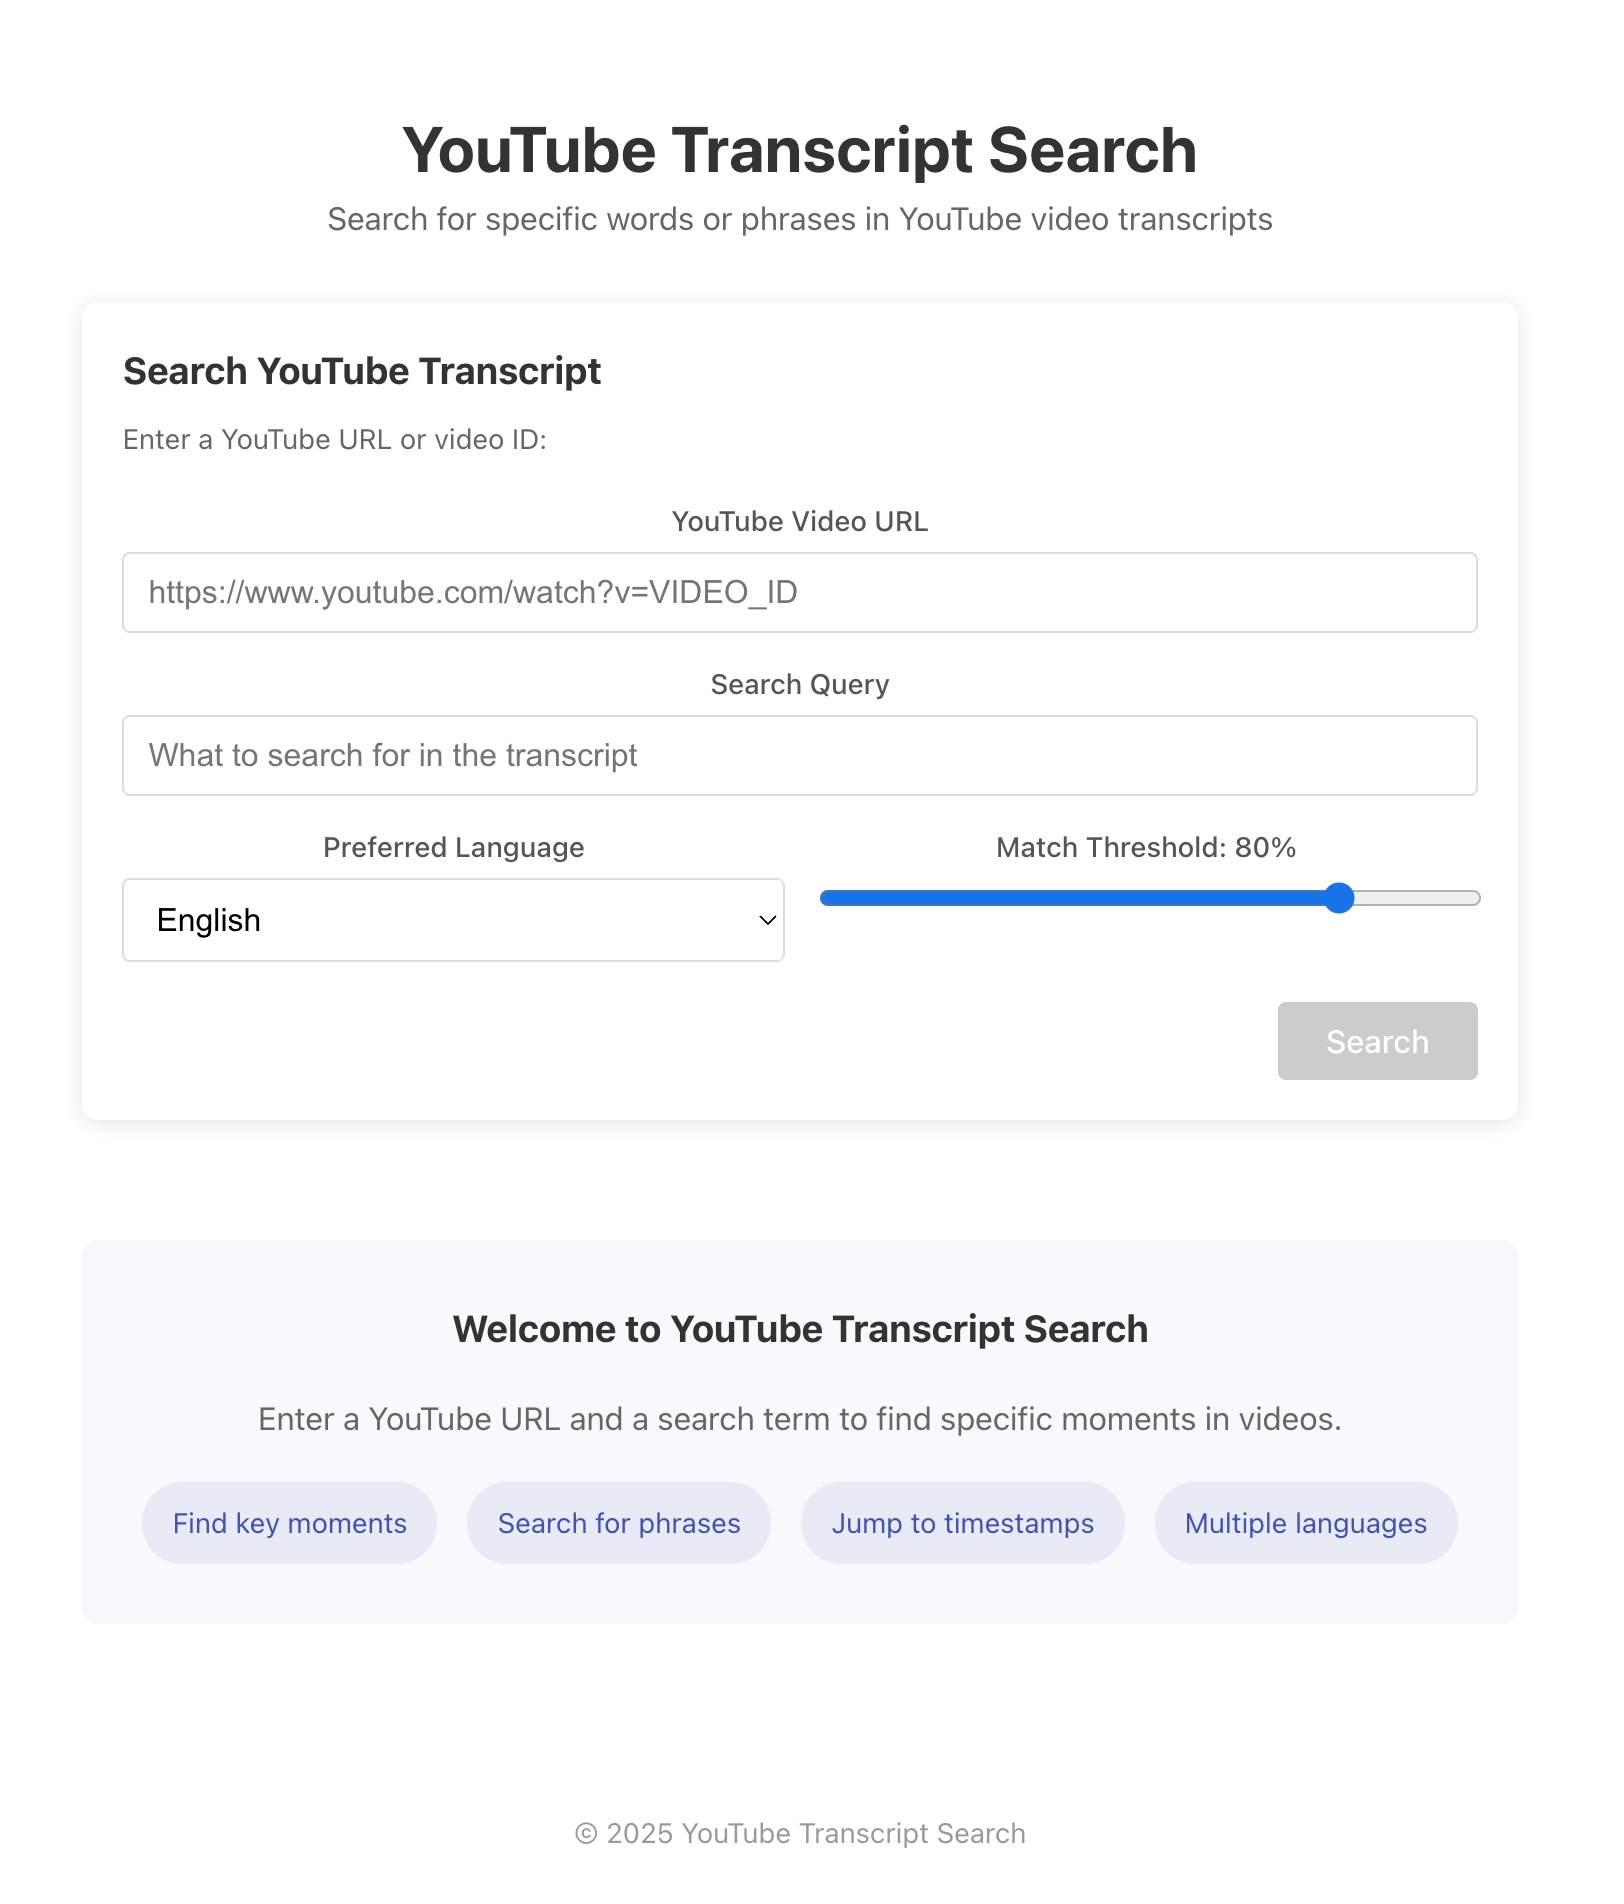 YouTube Transcript Search
Search for specific words or phrases in YouTube video transcripts
Search YouTube Transcript
Enter a YouTube URL or video ID:
YouTube Video URL
https://www.youtube.com/watch?v=VIDEO_ID
Search Query
What to search for in the transcript
Preferred Language
English
Match Threshold: 80%
Search
Welcome to YouTube Transcript Search
Enter a YouTube URL and a search term to find specific moments in videos.
Find key moments
Search for phrases
Jump to timestamps
Multiple languages
© 2025 YouTube Transcript Search